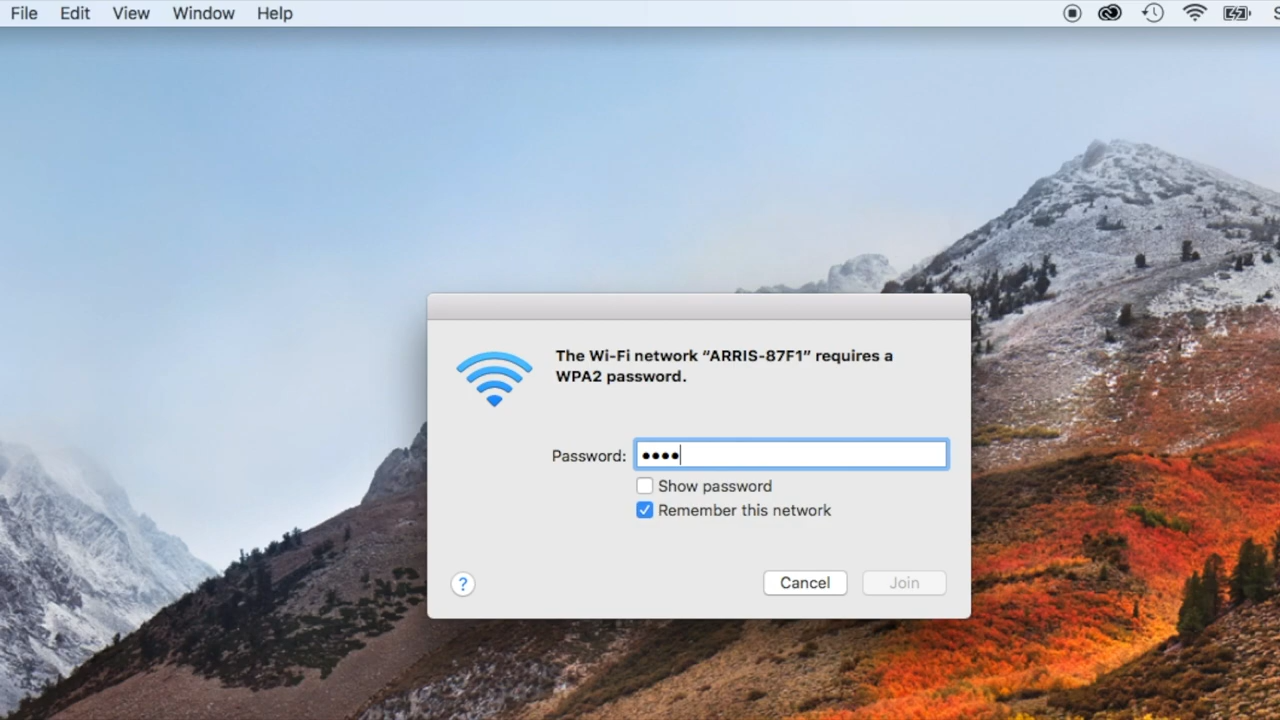 File Edit View Window Help
The Wi-Fi network “ARRIS-87F1” requires a
WPA2 password.
Password: ••••
Show password
Remember this network
? Cancel Join